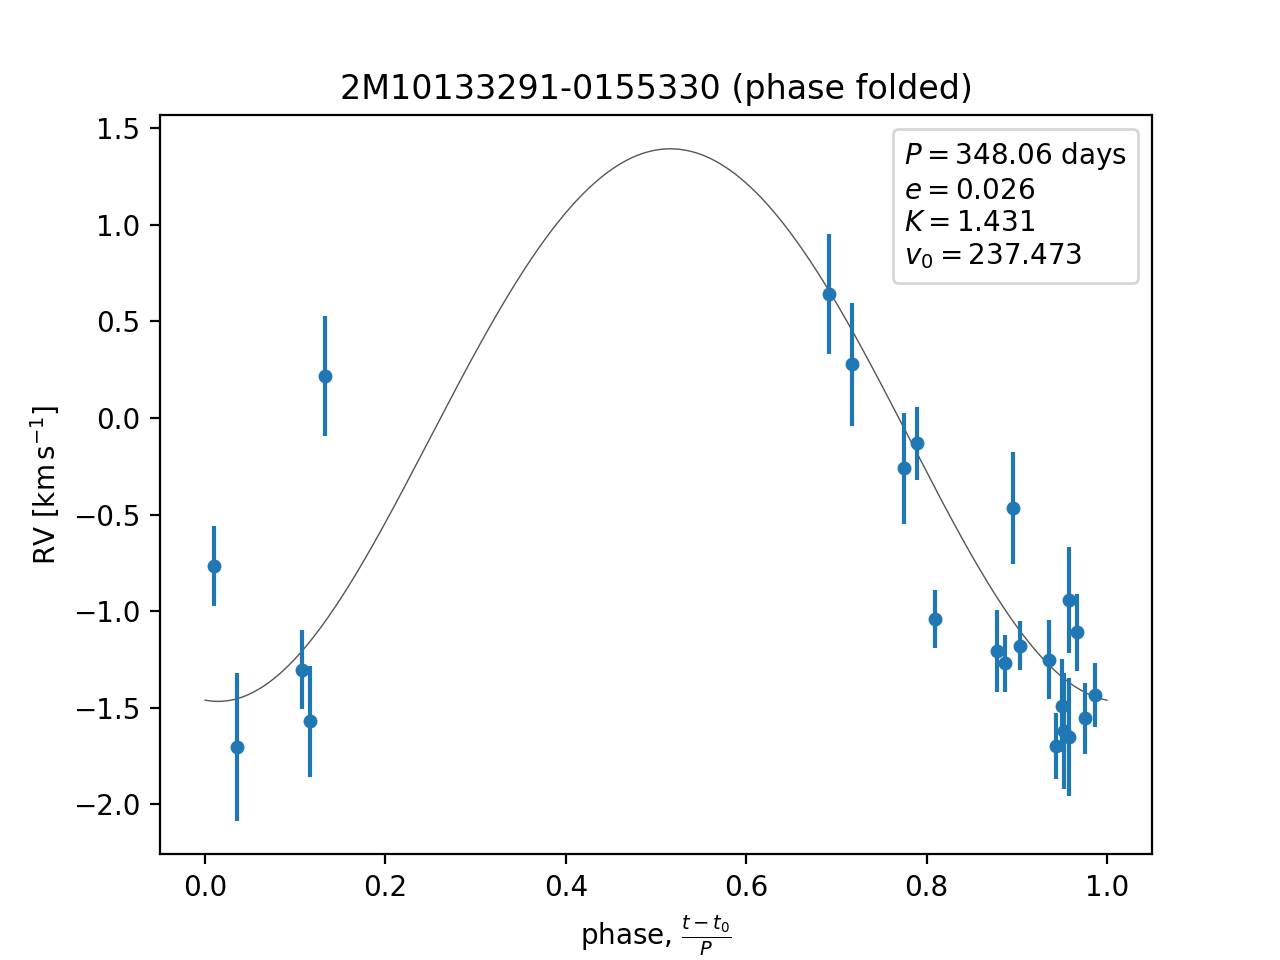 2M10133291-0155330 (phase folded)
P = 348.06 days
e = 0.026
K = 1.431
v₀ = 237.473
RV [km s⁻¹]
1.5
1.0
0.5
0.0
−0.5
−1.0
−1.5
−2.0
0.0 0.2 0.4 0.6 0.8 1.0
phase, (t − t₀)/P